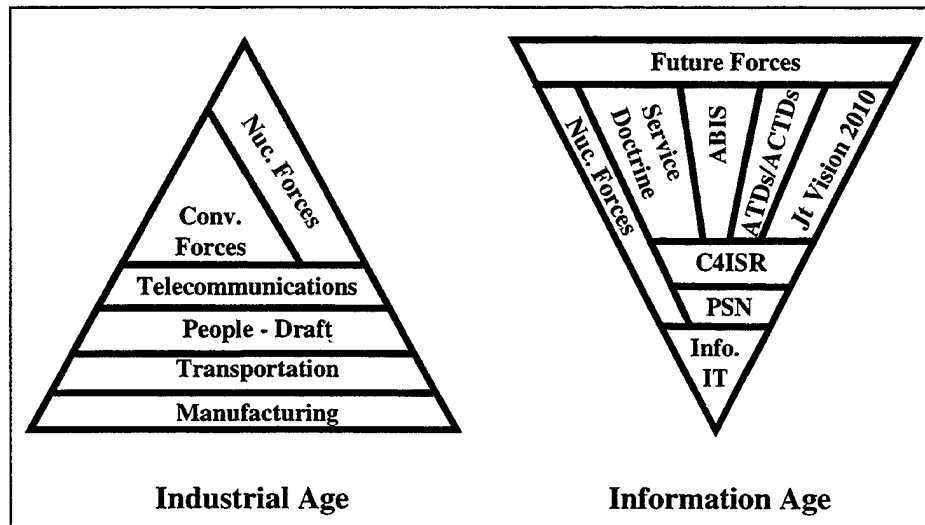 Nuc. Forces
Conv.
Forces
Telecommunications
People - Draft
Transportation
Manufacturing
Industrial Age
Future Forces
Nuc. Forces
Service
Doctrine
ABIS
ATDs/ACTDs
Jt Vision 2010
C4ISR
PSN
Info.
IT
Information Age